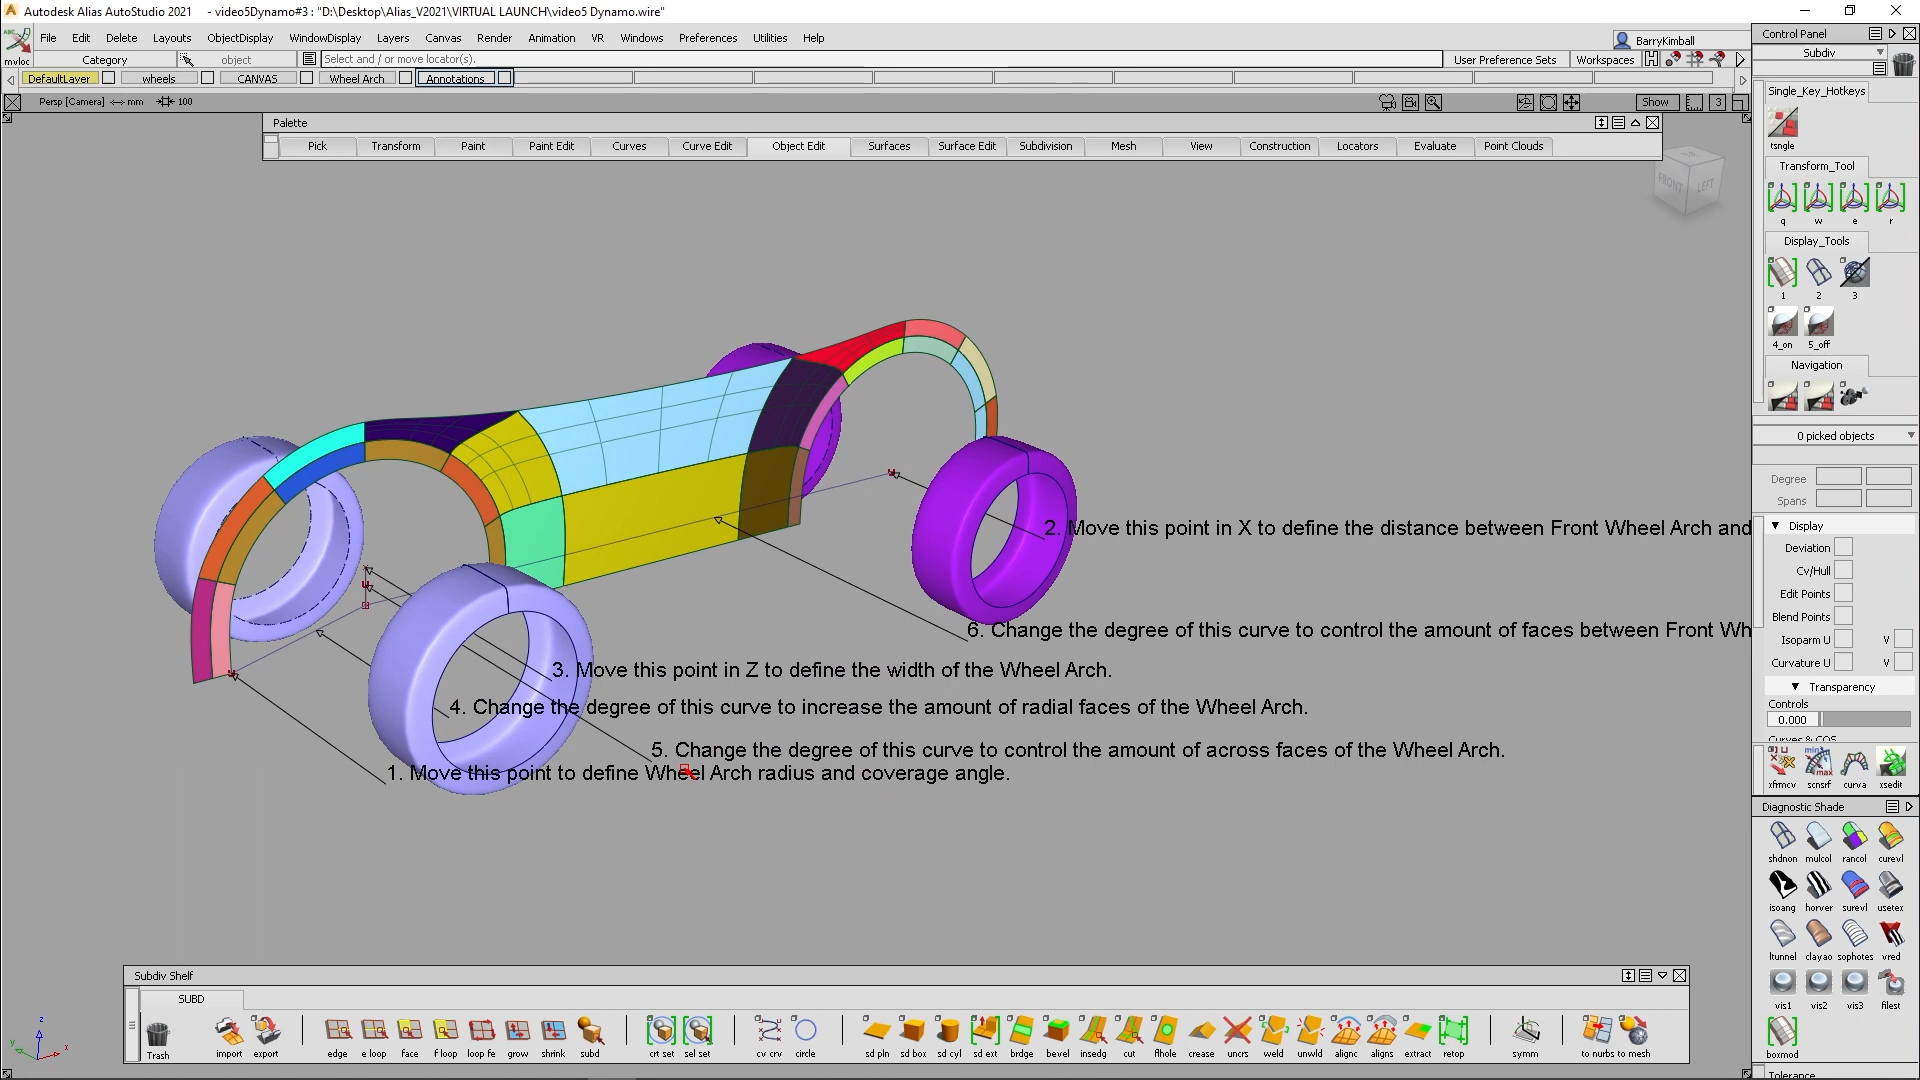 Autodesk Alias AutoStudio 2021 - video5Dynamo#3 : "D:\Desktop\Alias_V2021\VIRTUAL LAUNCH\video5 Dynamo.wire"
File Edit Delete Layouts ObjectDisplay WindowDisplay Layers Canvas Render Animation VR Windows Preferences Utilities Help
BarryKimball
mvloc Category object Select and / or move locator(s). User Preference Sets Workspaces
DefaultLayer wheels CANVAS Wheel Arch Annotations
Persp [Camera] mm 100 Show 3
Palette
Pick Transform Paint Paint Edit Curves Curve Edit Object Edit Surfaces Surface Edit Subdivision Mesh View Construction Locators Evaluate Point Clouds
FRONT LEFT
2. Move this point in X to define the distance between Front Wheel Arch and
6. Change the degree of this curve to control the amount of faces between Front Wh
3. Move this point in Z to define the width of the Wheel Arch.
4. Change the degree of this curve to increase the amount of radial faces of the Wheel Arch.
5. Change the degree of this curve to control the amount of across faces of the Wheel Arch.
1. Move this point to define Wheel Arch radius and coverage angle.
z
y
x
Subdiv Shelf
SUBD
Trash import export edge e loop face f loop loop fe grow shrink subd crt set sel set cv crv circle sd pln sd box sd cyl sd ext brdge bevel insedg cut flhole crease uncrs weld unwld alignc aligns extract retop symm to nurbs to mesh
Control Panel
Subdiv
Single_Key_Hotkeys
tsngle
Transform_Tool
q w e r
Display_Tools
1 2 3
4_on 5_off
Navigation
0 picked objects
Degree
Spans
Display
Deviation
Cv/Hull
Edit Points
Blend Points
Isoparm U V
Curvature U V
Transparency
Controls
0.000
Curves & COS
xfrmcv scnsrf curva xsedit
Diagnostic Shade
shdnon mulcol rancol curevl
isoang horver surevl usetex
ltunnel clayao sophotes vred
vis1 vis2 vis3 filest
boxmod
Tolerance